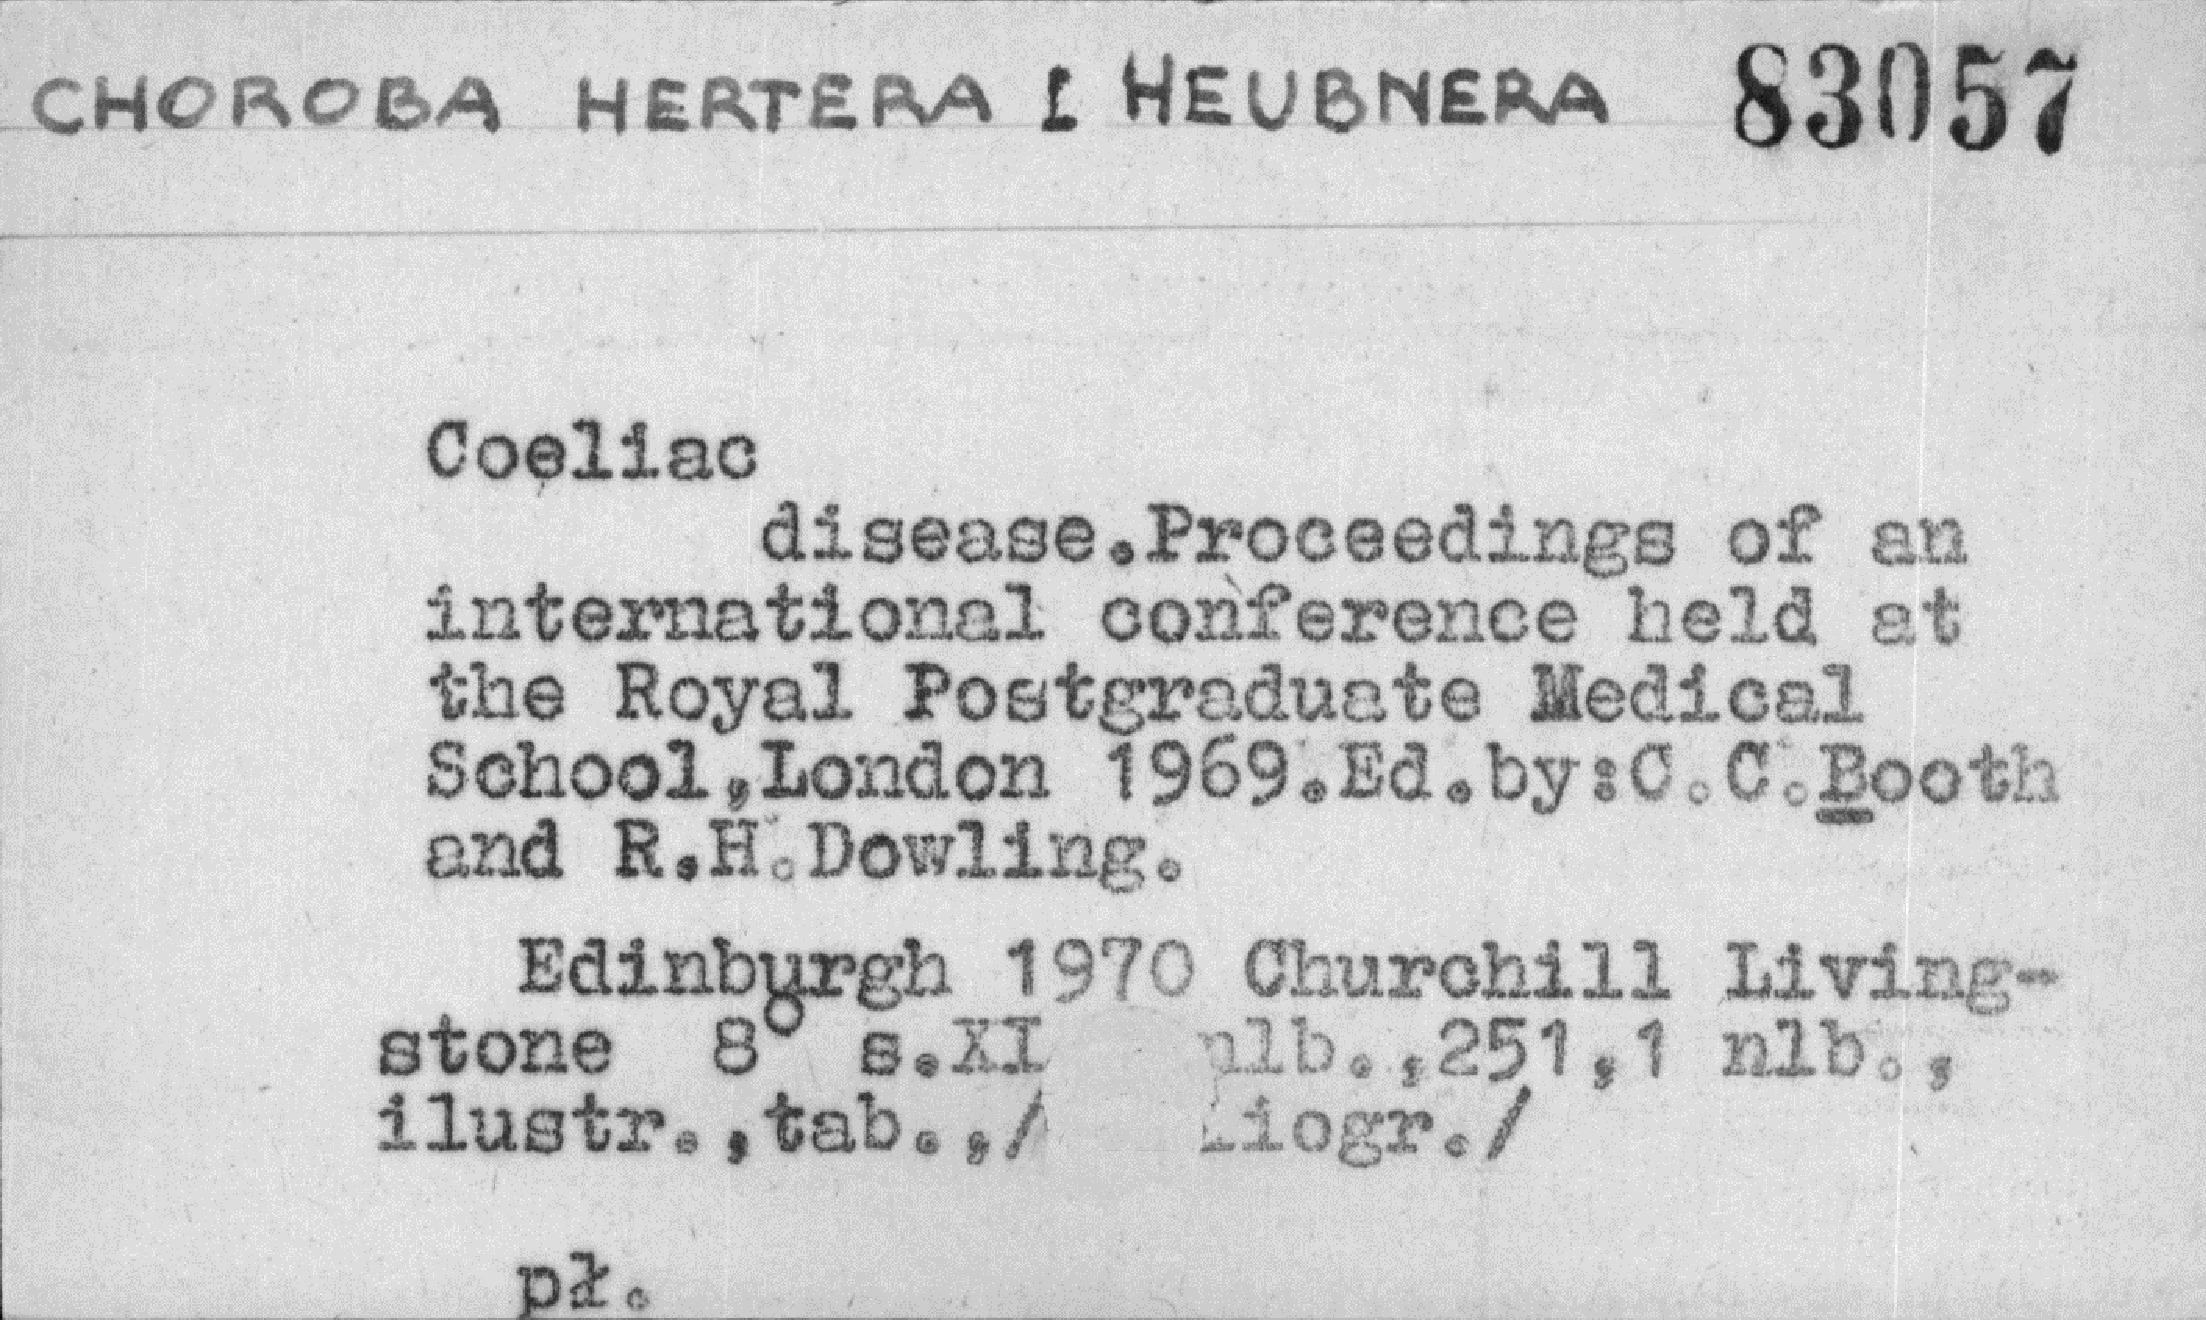 CHOROBA HERTERA I HEUBNERA 83057
Coeliac
disease.Proceedings of an
international conference held at
the Royal Postgraduate Medical
School,London 1969.Ed.by:C.C.Booth
and R.H.Dowling.
Edinburgh 1970 Churchill Living-
stone 8° s.XI nlb.,251,1 nlb.,
ilustr.,tab.,/ liogr./
pł.